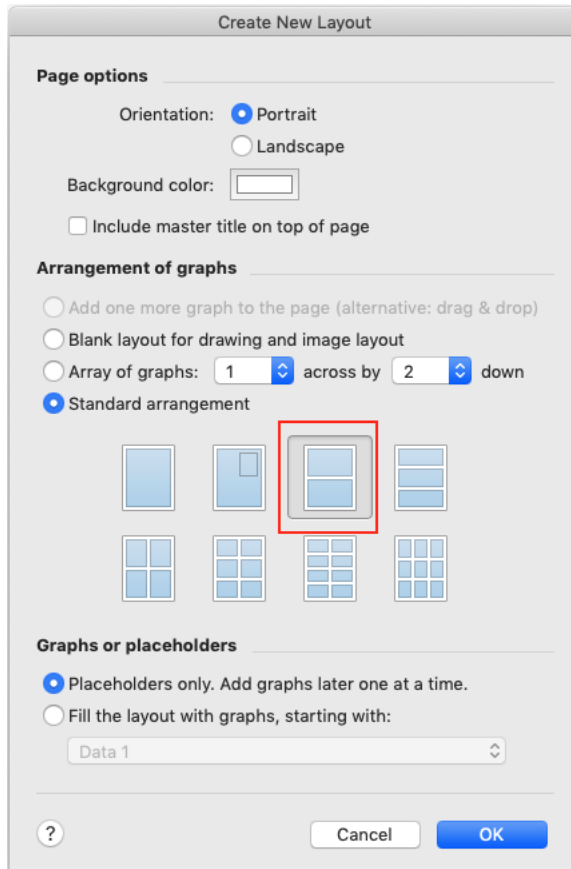 Create New Layout
Page options
Orientation: Portrait
Landscape
Background color:
Include master title on top of page
Arrangement of graphs
Add one more graph to the page (alternative: drag & drop)
Blank layout for drawing and image layout
Array of graphs: 1 across by 2 down
Standard arrangement
Graphs or placeholders
Placeholders only. Add graphs later one at a time.
Fill the layout with graphs, starting with:
Data 1
? Cancel OK